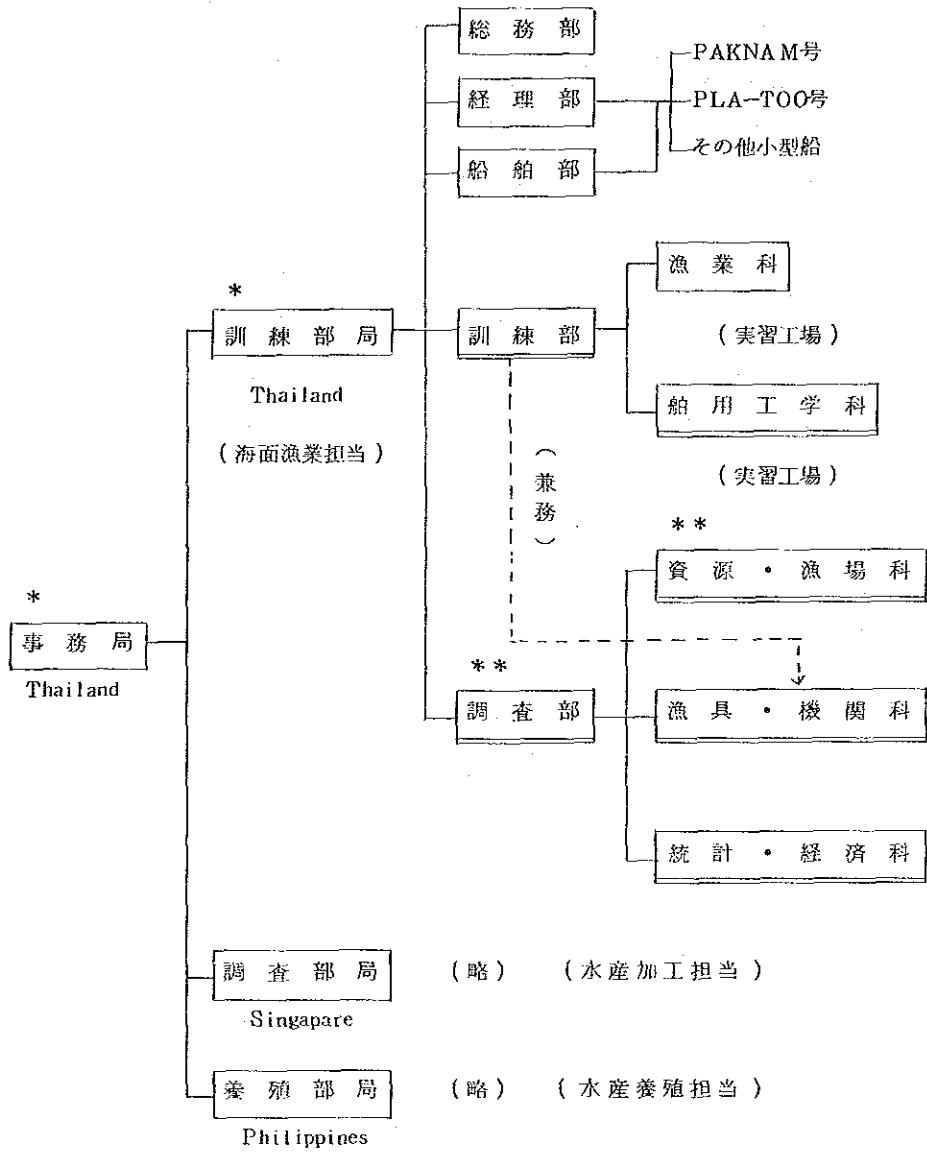 総務部
経理部
船舶部
PAKNAM号
PLA-TOO号
その他小型船
*
訓練部局
Thailand
(海面漁業担当)
訓練部
漁業科
(実習工場)
舶用工学科
(実習工場)
(兼務)
*
事務局
Thailand
**
調査部
**
資源・漁場科
漁具・機関科
統計・経済科
調査部局
(略)
(水産加工担当)
Singapare
養殖部局
(略)
(水産養殖担当)
Philippines